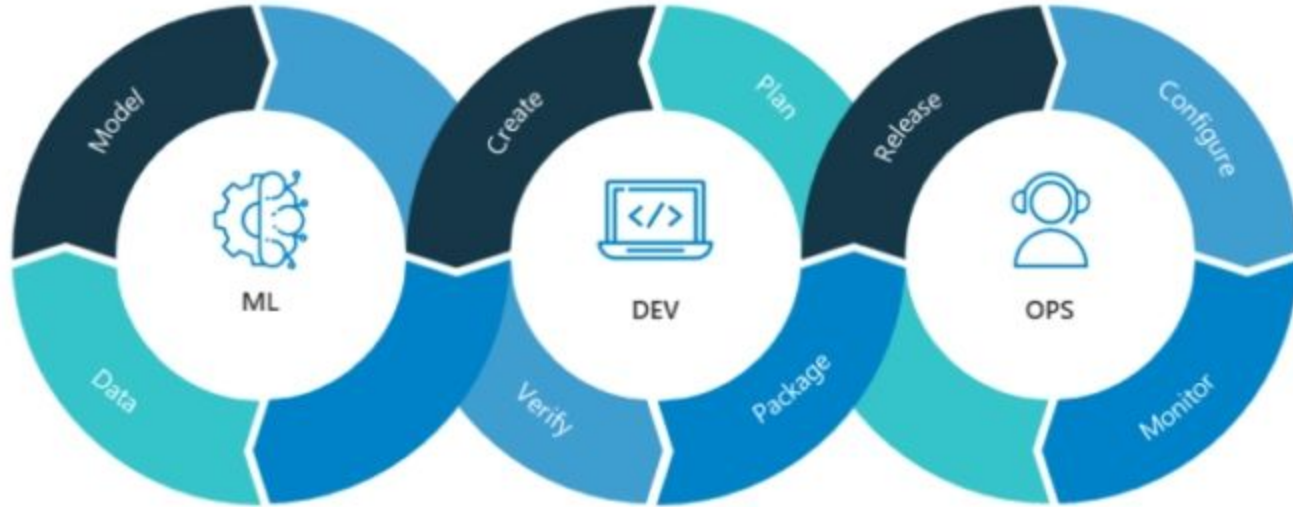 Model
Data
ML
Create
Plan
Verify
Package
DEV
Release
Configure
Monitor
OPS